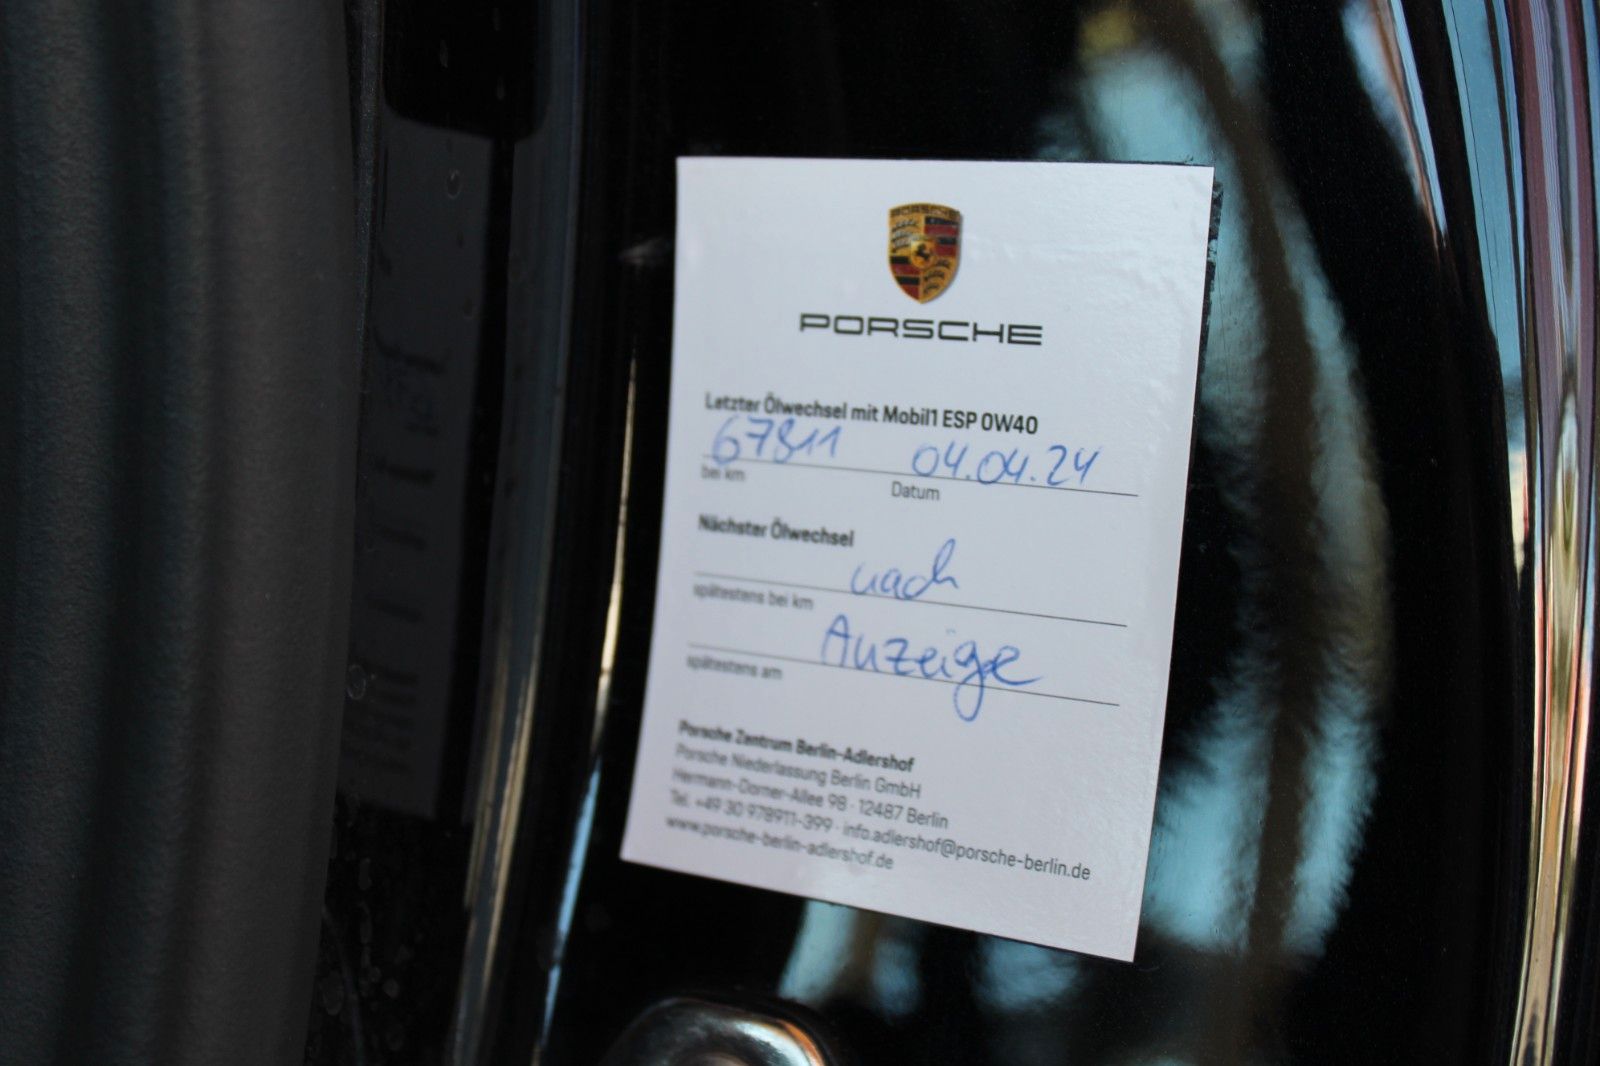 PORSCHE
PORSCHE
Letzter Ölwechsel mit Mobil1 ESP 0W40
67811 04.04.24
bei km Datum
Nächster Ölwechsel
nach
spätestens bei km
Anzeige
spätestens am
Porsche Zentrum Berlin-Adlershof
Porsche Niederlassung Berlin GmbH
Hermann-Dorner-Allee 98 · 12487 Berlin
Tel. +49 30 978911-399 · info.adlershof@porsche-berlin.de
www.porsche-berlin-adlershof.de